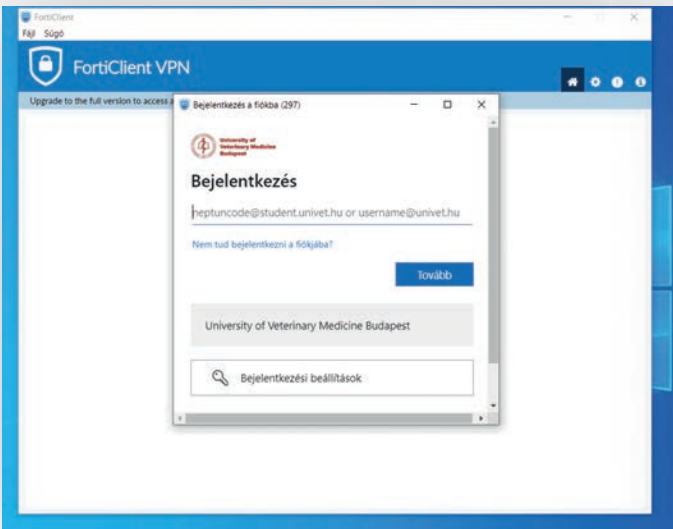 FortiClient
Fájl Súgó
FortiClient VPN
Upgrade to the full version to access a
Bejelentkezés a fiókba (297)
University of
Veterinary Medicine
Budapest
Bejelentkezés
neptuncode@student.univet.hu or username@univet.hu
Nem tud bejelentkezni a fiókjába?
Tovább
University of Veterinary Medicine Budapest
Bejelentkezési beállítások